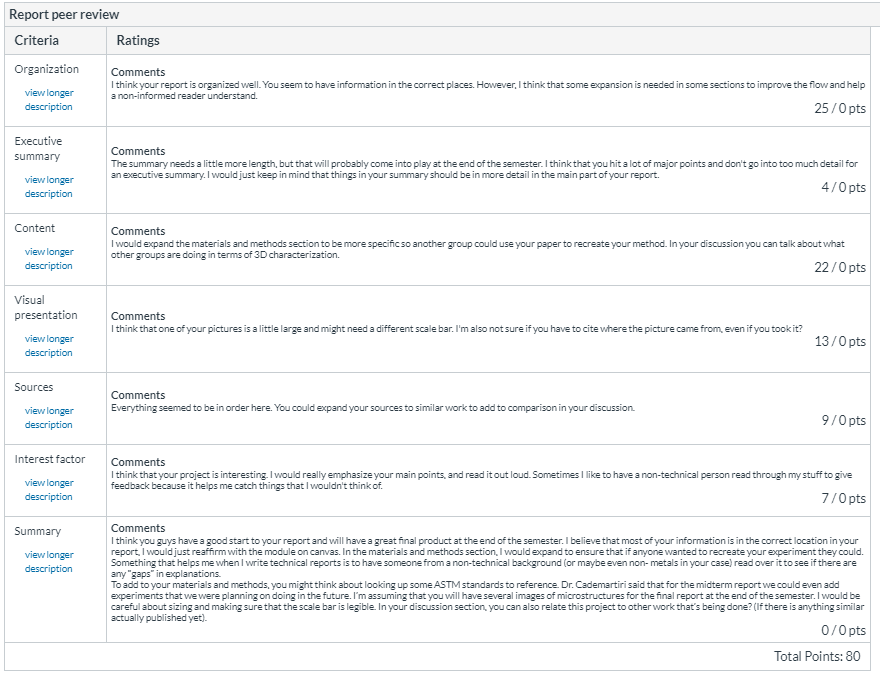 Report peer review
Criteria
Ratings
Organization
view longer
description
Comments
I think your report is organized well. You seem to have information in the correct places. However, I think that some expansion is needed in some sections to improve the flow and help
a non-informed reader understand.
25 / 0 pts
Executive
summary
view longer
description
Comments
The summary needs a little more length, but that will probably come into play at the end of the semester. I think that you hit a lot of major points and don't go into too much detail for
an executive summary. I would just keep in mind that things in your summary should be in more detail in the main part of your report.
4 / 0 pts
Content
view longer
description
Comments
I would expand the materials and methods section to be more specific so another group could use your paper to recreate your method. In your discussion you can talk about what
other groups are doing in terms of 3D characterization.
22 / 0 pts
Visual
presentation
view longer
description
Comments
I think that one of your pictures is a little large and might need a different scale bar. I'm also not sure if you have to cite where the picture came from, even if you took it?
13 / 0 pts
Sources
view longer
description
Comments
Everything seemed to be in order here. You could expand your sources to similar work to add to comparison in your discussion.
9 / 0 pts
Interest factor
view longer
description
Comments
I think that your project is interesting. I would really emphasize your main points, and read it out loud. Sometimes I like to have a non-technical person read through my stuff to give
feedback because it helps me catch things that I wouldn't think of.
7 / 0 pts
Summary
view longer
description
Comments
I think you guys have a good start to your report and will have a great final product at the end of the semester. I believe that most of your information is in the correct location in your
report, I would just reaffirm with the module on canvas. In the materials and methods section, I would expand to ensure that if anyone wanted to recreate your experiment they could.
Something that helps me when I write technical reports is to have someone from a non-technical background (or maybe even non- metals in your case) read over it to see if there are
any "gaps" in explanations.
To add to your materials and methods, you might think about looking up some ASTM standards to reference. Dr. Cademartiri said that for the midterm report we could even add
experiments that we were planning on doing in the future. I'm assuming that you will have several images of microstructures for the final report at the end of the semester. I would be
careful about sizing and making sure that the scale bar is legible. In your discussion section, you can also relate this project to other work that's being done? (If there is anything similar
actually published yet).
0 / 0 pts
Total Points: 80